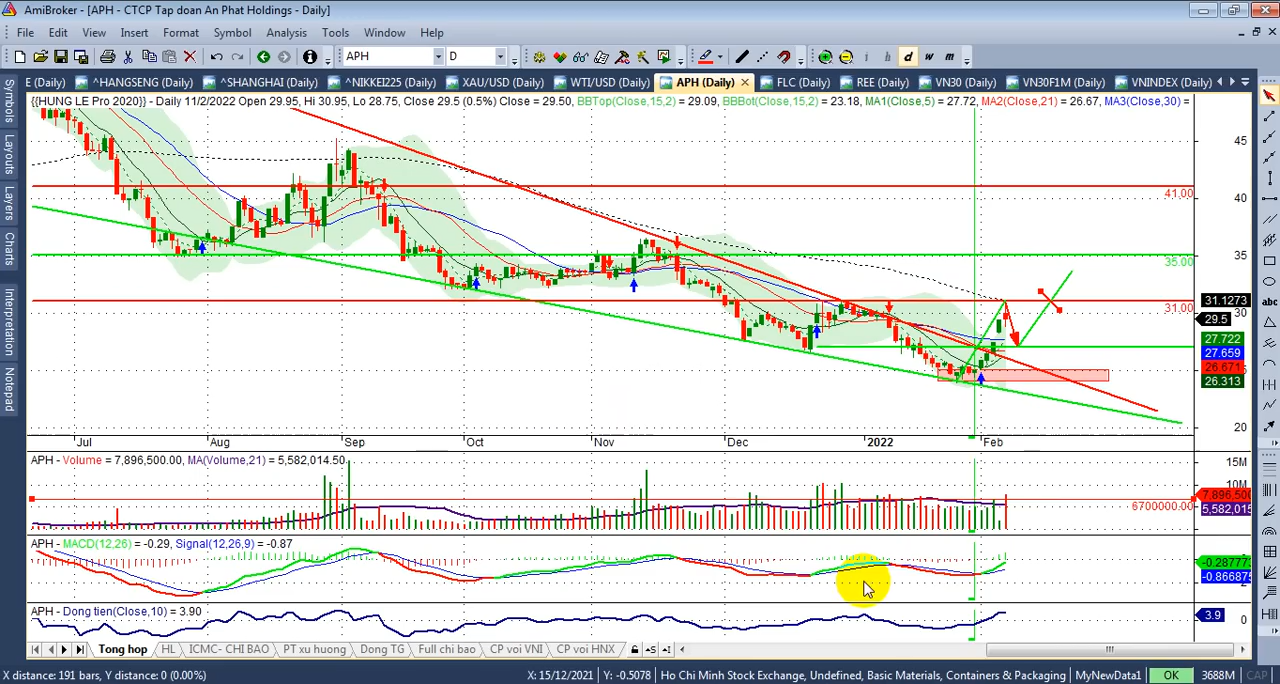 AmiBroker - [APH - CTCP Tap doan An Phat Holdings - Daily]
File Edit View Insert Format Symbol Analysis Tools Window Help
APH D i h d w m
E (Daily) ^HANGSENG (Daily) ^SHANGHAI (Daily) ^NIKKEI225 (Daily) XAU/USD (Daily) WTI/USD (Daily) APH (Daily) FLC (Daily) REE (Daily) VN30 (Daily) VN30F1M (Daily) VNINDEX (Daily)
Symbols
Layouts
Layers
Charts
Interpretation
Notepad
{{HUNG LE Pro 2020}} - Daily 11/2/2022 Open 29.95, Hi 30.95, Lo 28.75, Close 29.5 (0.5%) Close = 29.50, BBTop(Close,15,2) = 29.09, BBBot(Close,15,2) = 23.18, MA1(Close,5) = 27.72, MA2(Close,21) = 26.67, MA3(Close,30) =
45
41.00
40
35.00
35
31.00
31.1273
30
29.5
27.722
27.659
26.671
26.313
20
Jul Aug Sep Oct Nov Dec 2022 Feb
APH - Volume = 7,896,500.00, MA(Volume,21) = 5,582,014.50
15M
10M
7,896,500
6700000.00
5,582,015
APH - MACD(12,26) = -0.29, Signal(12,26,9) = -0.87
-0.28777
-0.86687
APH - Dong tien(Close,10) = 3.90
3.9
0
Tong hop HL ICMC- CHI BAO PT xu huong Dong TG Full chi bao CP voi VNI CP voi HNX
X distance: 191 bars, Y distance: 0 (0.00%) X: 15/12/2021 Y: -0.5078 Ho Chi Minh Stock Exchange, Undefined, Basic Materials, Containers & Packaging MyNewData1 OK 3688M CAP
abc